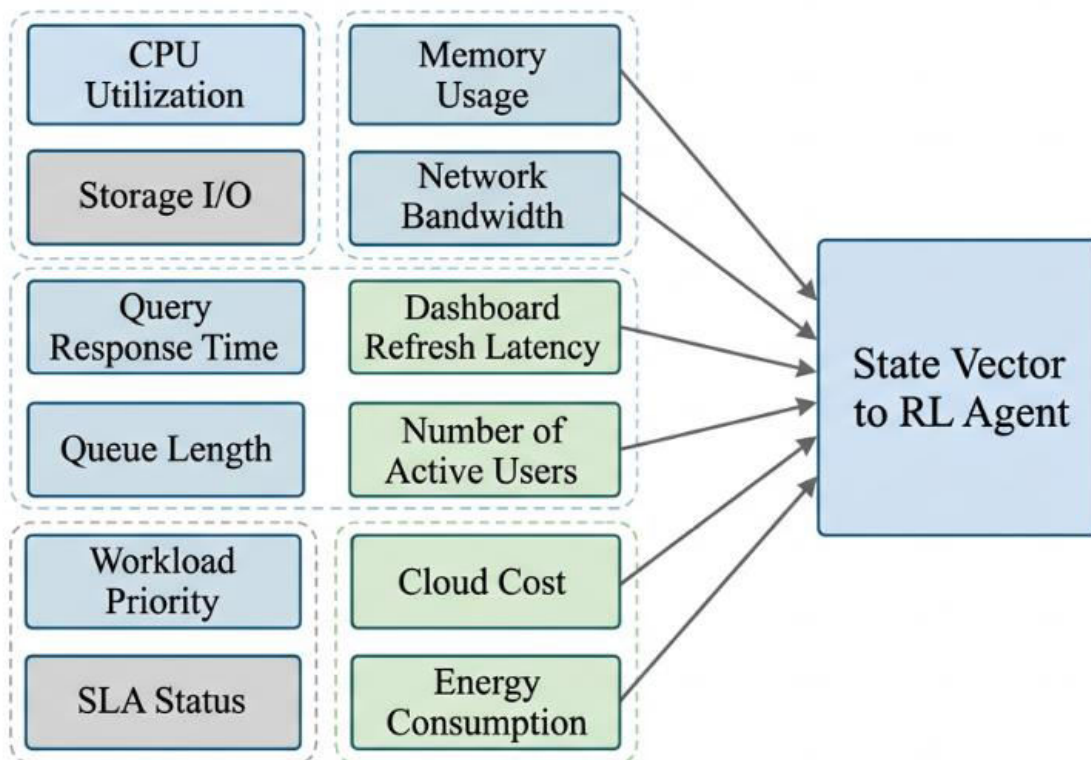 CPU
Utilization
Memory
Usage
Storage I/O
Network
Bandwidth
Query
Response Time
Dashboard
Refresh Latency
Queue Length
Number of
Active Users
Workload
Priority
Cloud Cost
SLA Status
Energy
Consumption
State Vector
to RL Agent